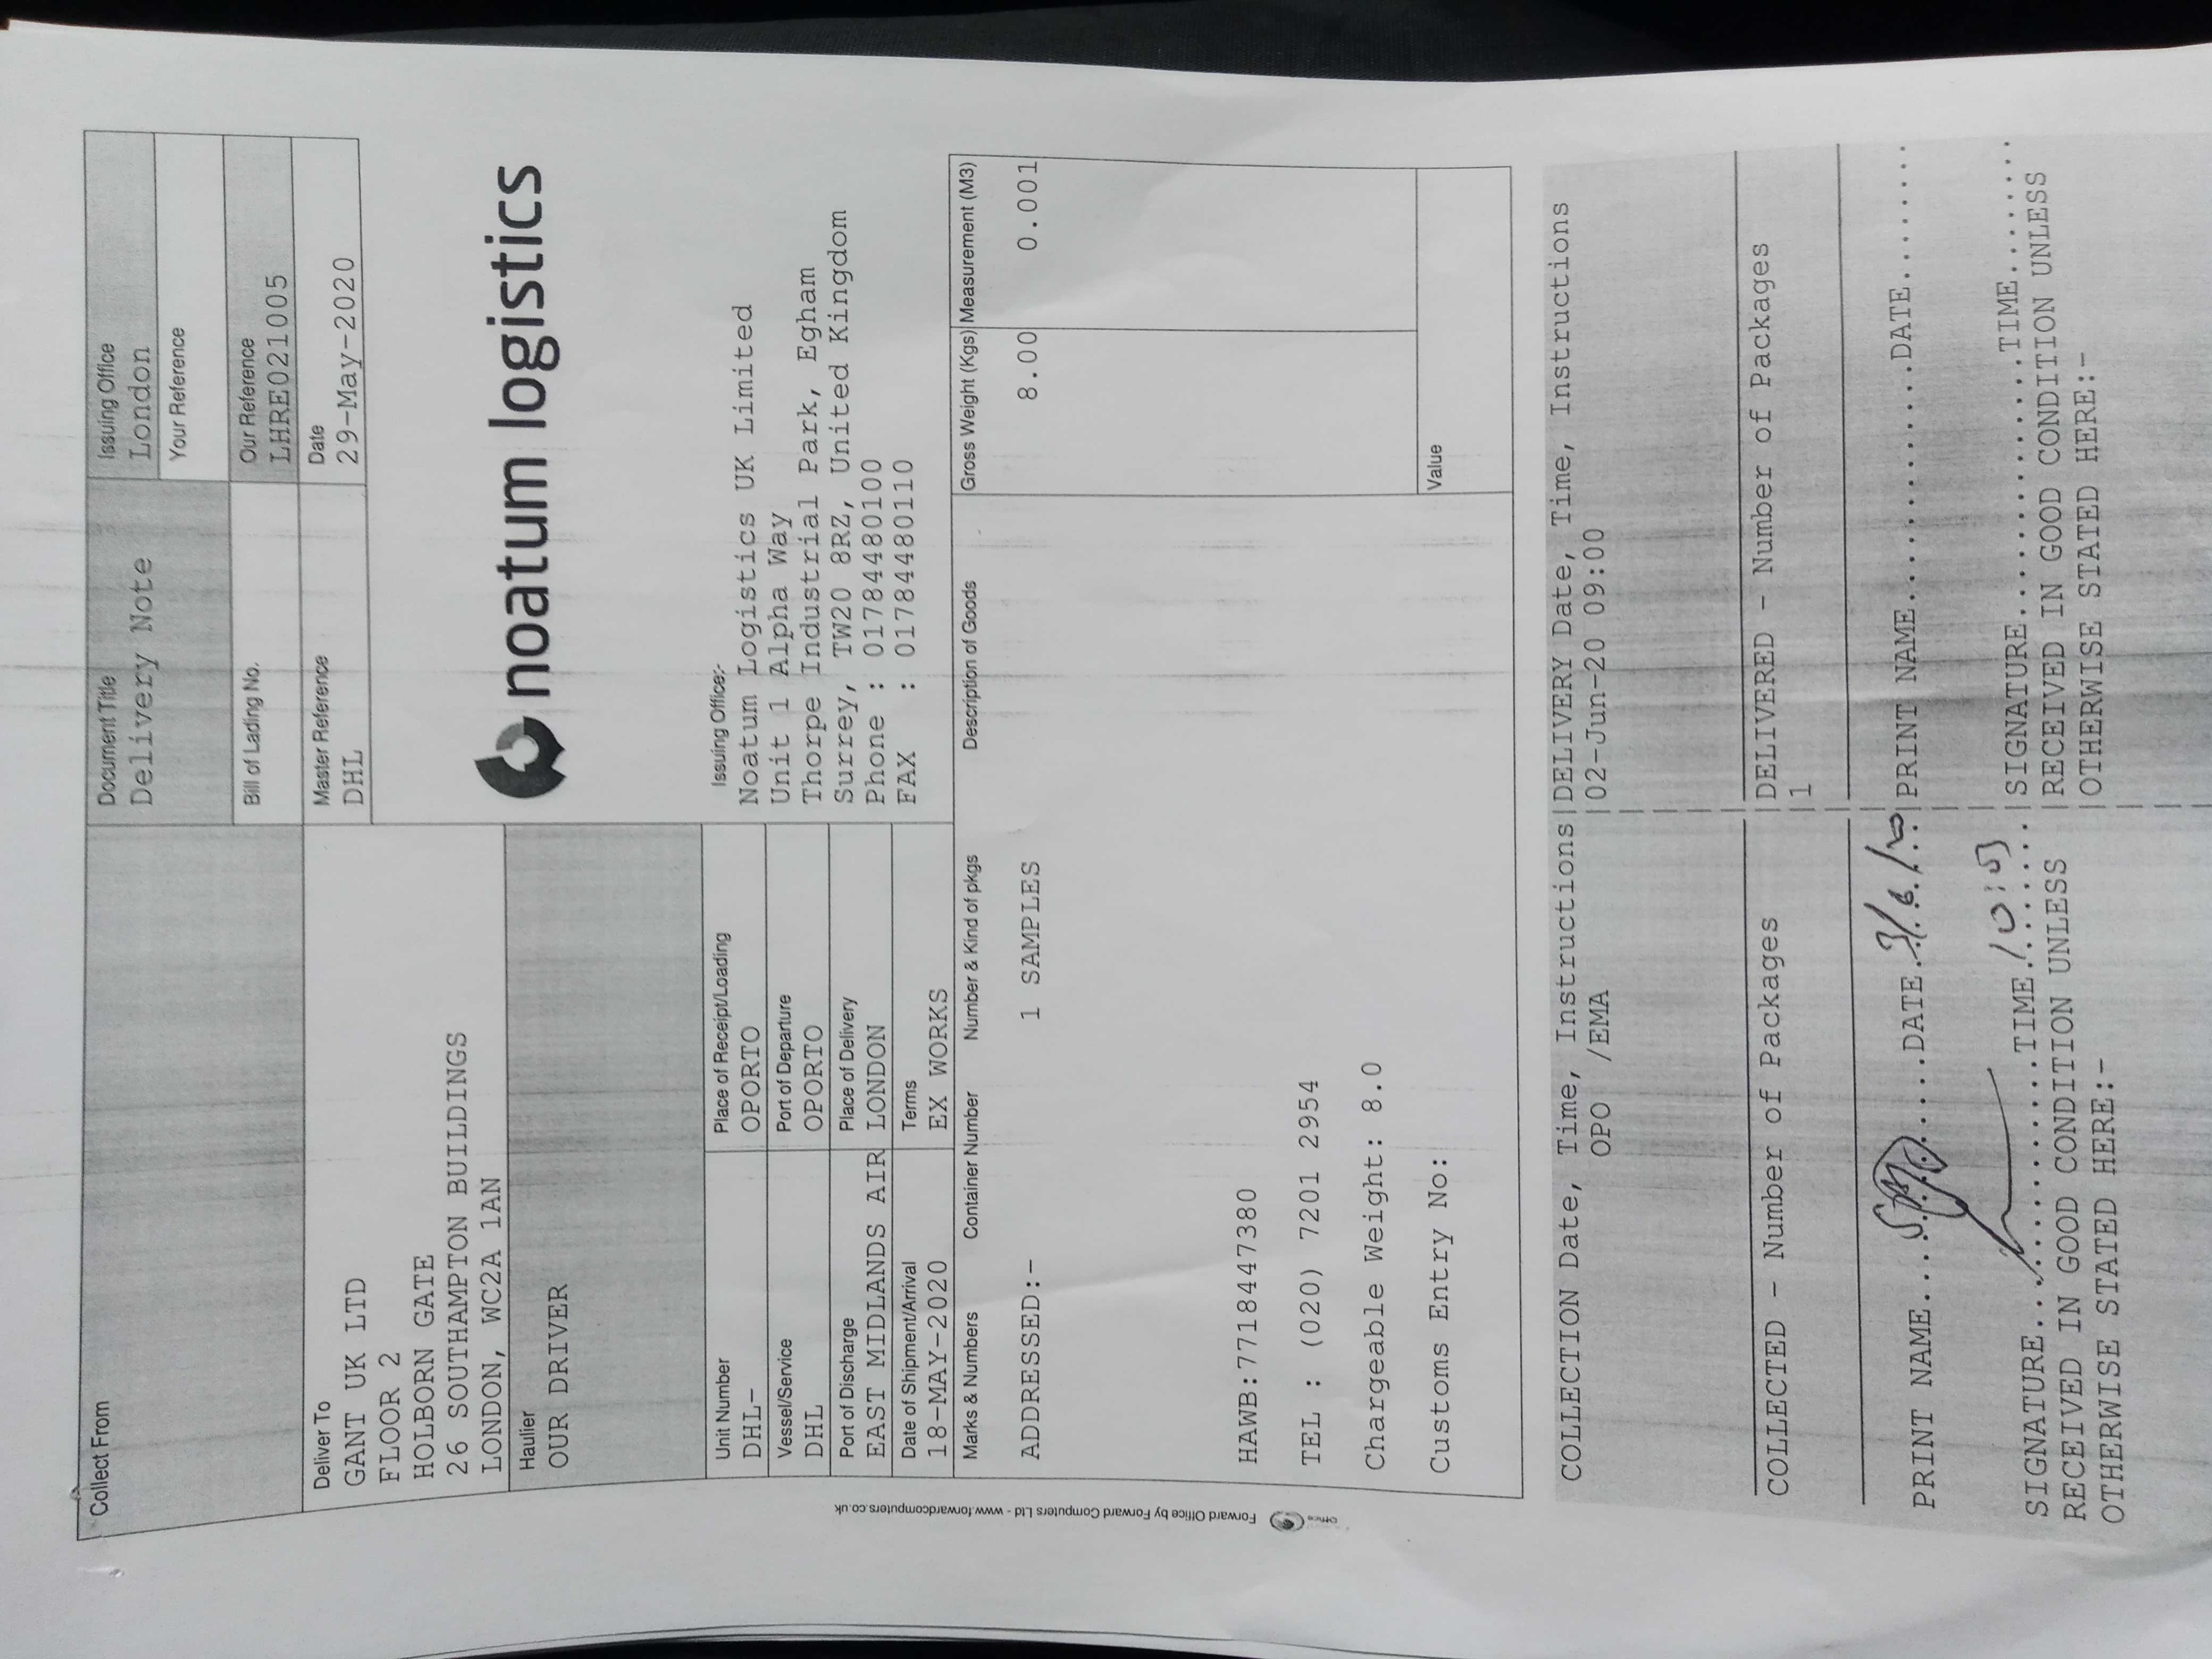 Collect From
Document Title
Delivery Note
Issuing Office
London
Your Reference
Bill of Lading No.
Our Reference
LHRE021005
Deliver To
GANT UK LTD
FLOOR 2
HOLBORN GATE
26 SOUTHAMPTON BUILDINGS
LONDON, WC2A 1AN
Master Reference
DHL
Date
29-May-2020
noatum logistics
Haulier
OUR DRIVER
Issuing Office:-
Noatum Logistics UK Limited
Unit 1 Alpha Way
Thorpe Industrial Park, Egham
Surrey, TW20 8RZ, United Kingdom
Phone : 01784480100
FAX : 01784480110
Unit Number
DHL-
Place of Receipt/Loading
OPORTO
Vessel/Service
DHL
Port of Departure
OPORTO
Port of Discharge
EAST MIDLANDS AIR
Place of Delivery
LONDON
Date of Shipment/Arrival
18-MAY-2020
Terms
EX WORKS
Marks & Numbers Container Number Number & Kind of pkgs Description of Goods Gross Weight (Kgs) Measurement (M3)
ADDRESSED:- 1 SAMPLES 8.00 0.001
HAWB:7718447380
TEL : (020) 7201 2954
Chargeable Weight: 8.0
Customs Entry No:
Value
Forward Office by Forward Computers Ltd - www.forwardcomputers.co.uk
Office
COLLECTION Date, Time, Instructions|DELIVERY Date, Time, Instructions
OPO /EMA |02-Jun-20 09:00
COLLECTED - Number of Packages |DELIVERED - Number of Packages
|1
PRINT NAME..........DATE.........|PRINT NAME..............DATE.......
SIGNATURE..............TIME 10:53|SIGNATURE..............TIME.......
RECEIVED IN GOOD CONDITION UNLESS |RECEIVED IN GOOD CONDITION UNLESS
OTHERWISE STATED HERE:- |OTHERWISE STATED HERE:-